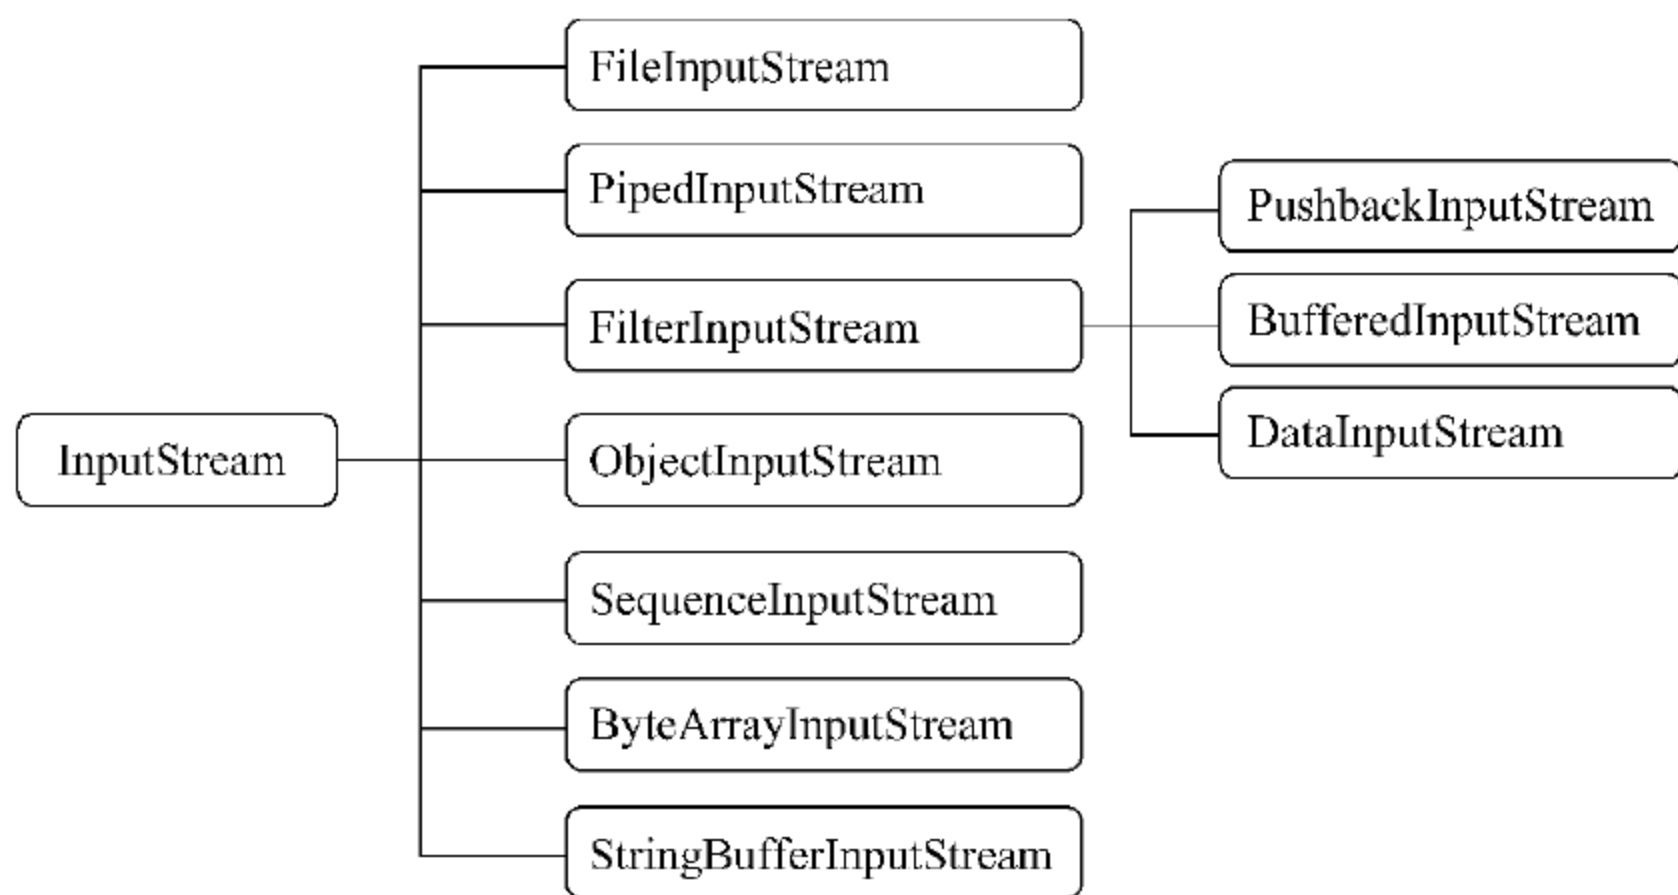 FileInputStream
PipedInputStream
PushbackInputStream
FilterInputStream
BufferedInputStream
DataInputStream
InputStream
ObjectInputStream
SequenceInputStream
ByteArrayInputStream
StringBufferInputStream